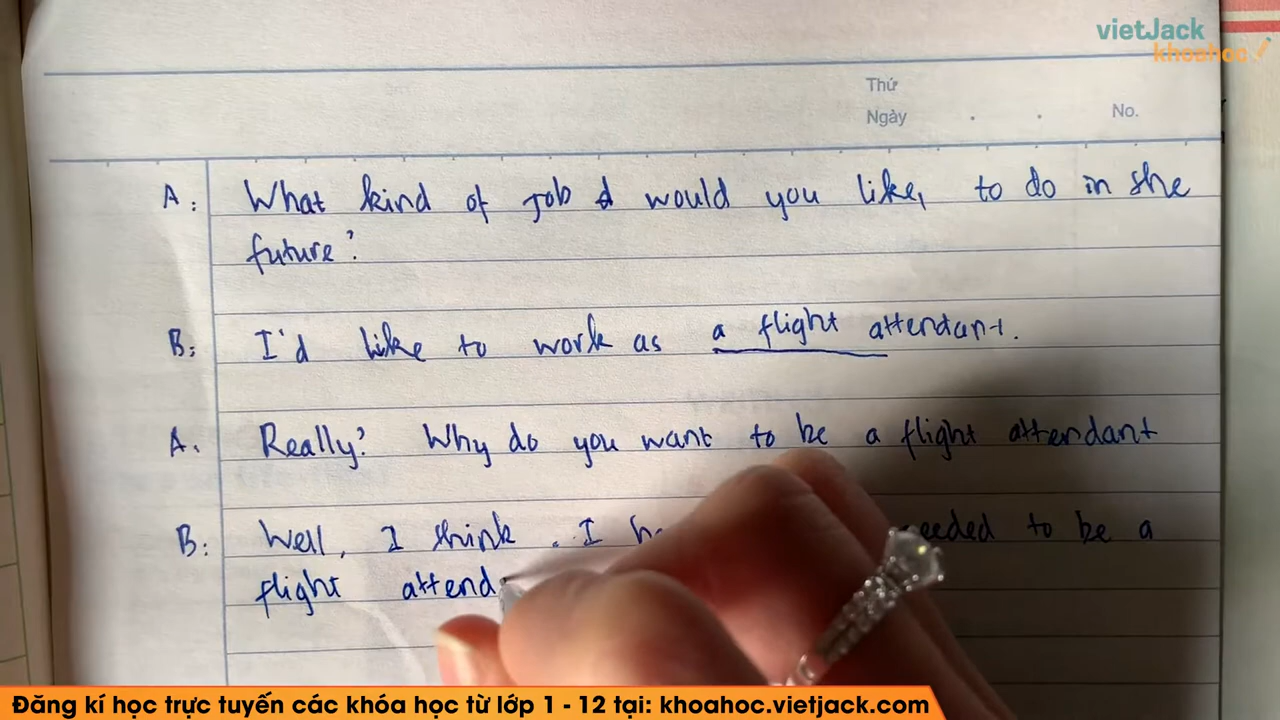 vietJack
khoahoc
Thứ
Ngày . . No.
A: What kind of job would you like, to do in the
future?
B: I'd like to work as a flight attendant.
A. Really? Why do you want to be a flight attendant
B: Well, I think . I needed to be a
flight attend
Đăng kí học trực tuyến các khóa học từ lớp 1 - 12 tại: khoahoc.vietjack.com